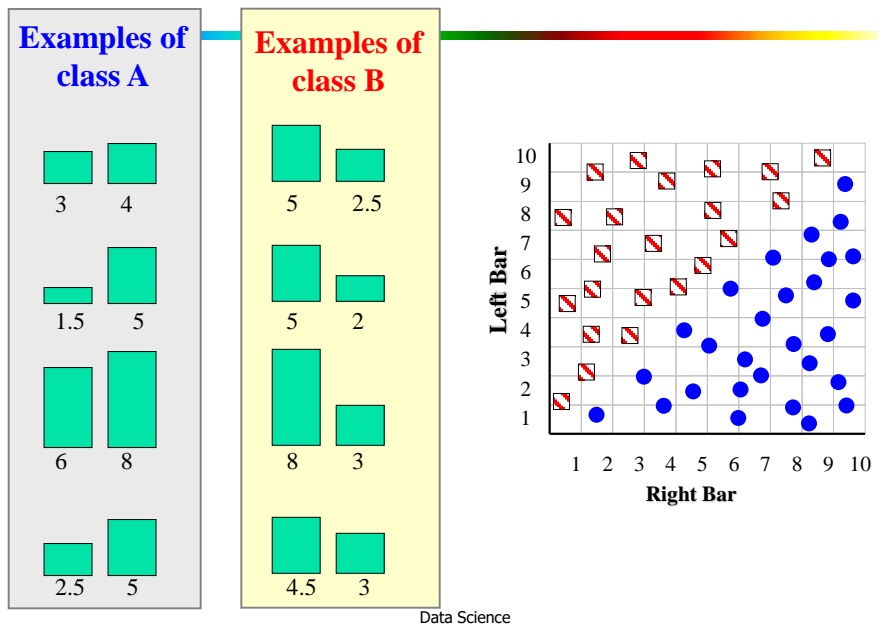 Examples of
class A
3 4
1.5 5
6 8
2.5 5
Examples of
class B
5 2.5
5 2
8 3
4.5 3
Left Bar
10
9
8
7
6
5
4
3
2
1
1 2 3 4 5 6 7 8 9 10
Right Bar
Data Science